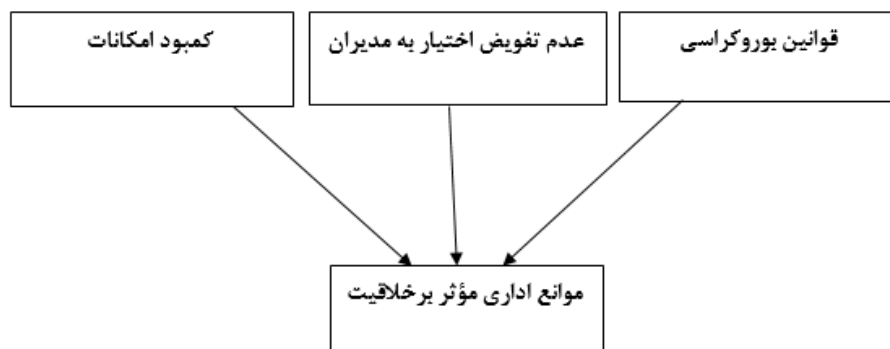 قوانین بوروکراسی
عدم تفویض اختیار به مدیران
کمبود امکانات
موانع اداری مؤثر برخلاقیت